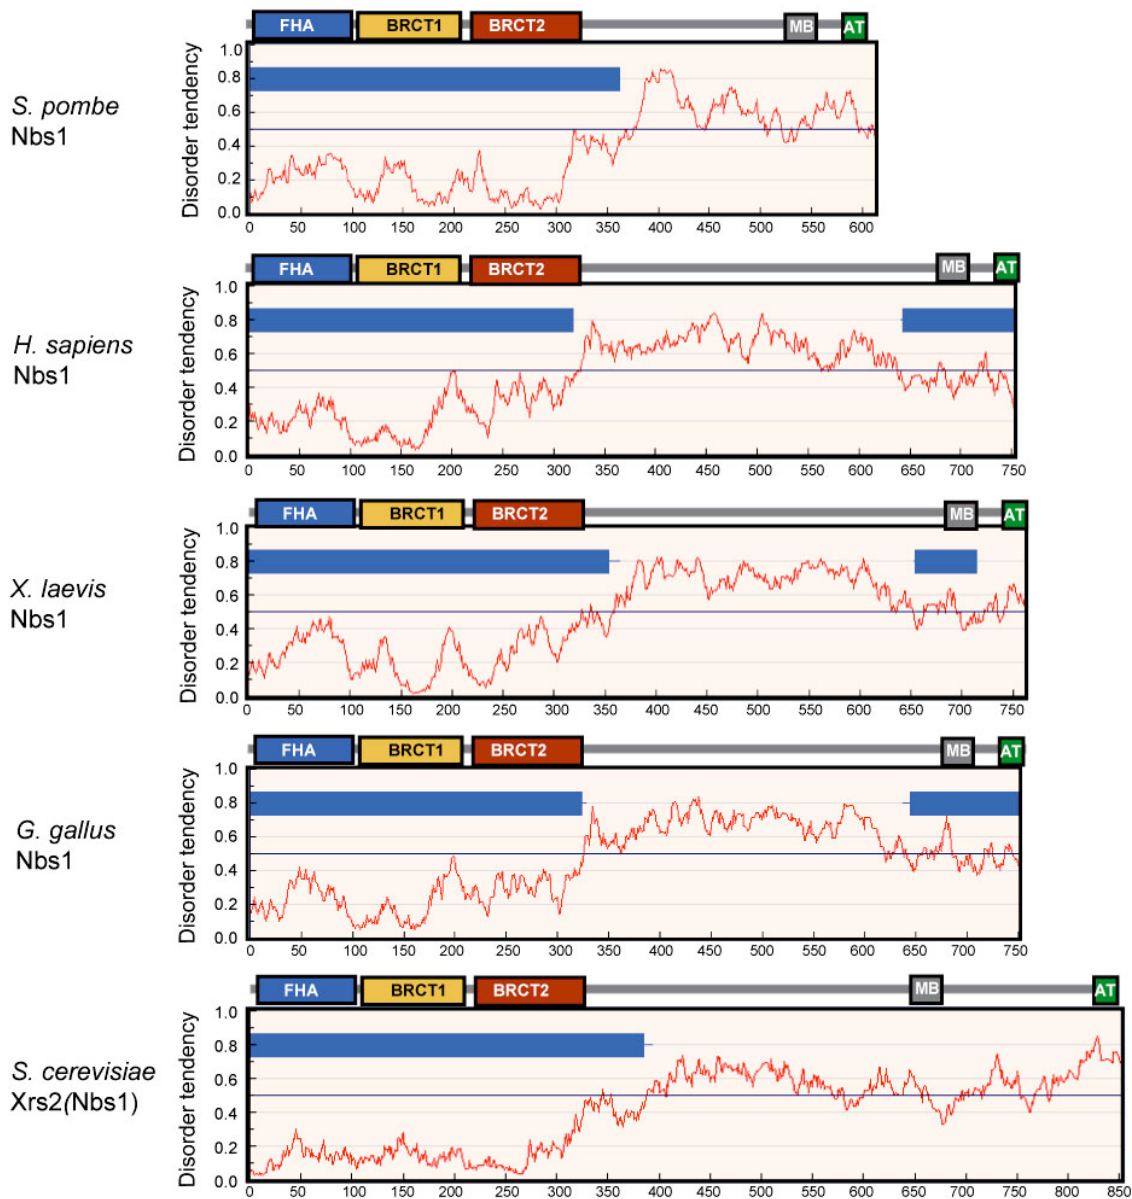 FHA BRCT1 BRCT2 MB AT
S. pombe
Nbs1
Disorder tendency
1.0
0.8
0.6
0.4
0.2
0.0
0 50 100 150 200 250 300 350 400 450 500 550 600
FHA BRCT1 BRCT2 MB AT
H. sapiens
Nbs1
Disorder tendency
1.0
0.8
0.6
0.4
0.2
0.0
0 50 100 150 200 250 300 350 400 450 500 550 600 650 700 750
FHA BRCT1 BRCT2 MB AT
X. laevis
Nbs1
Disorder tendency
1.0
0.8
0.6
0.4
0.2
0.0
0 50 100 150 200 250 300 350 400 450 500 550 600 650 700 750
FHA BRCT1 BRCT2 MB AT
G. gallus
Nbs1
Disorder tendency
1.0
0.8
0.6
0.4
0.2
0.0
0 50 100 150 200 250 300 350 400 450 500 550 600 650 700 750
FHA BRCT1 BRCT2 MB AT
S. cerevisiae
Xrs2(Nbs1)
Disorder tendency
1.0
0.8
0.6
0.4
0.2
0.0
0 50 100 150 200 250 300 350 400 450 500 550 600 650 700 750 800 850